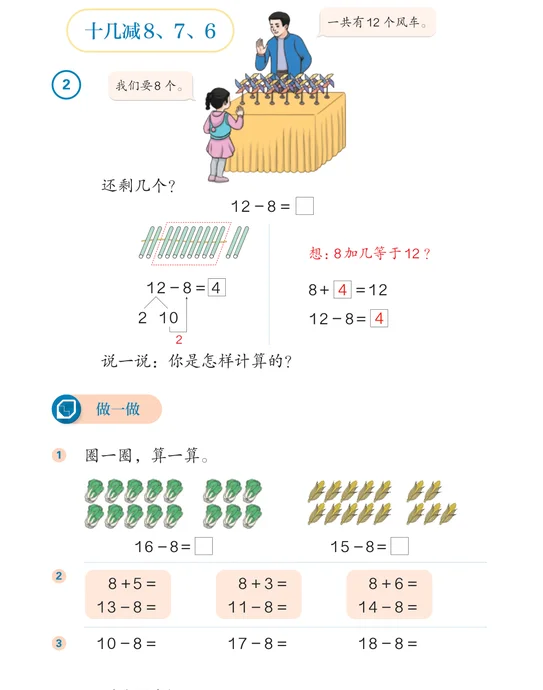 十几减8、7、6
一共有12个风车。
2
我们要8个。
还剩几个？
12－8＝□
想：8加几等于12？
12－8＝4
8＋4＝12
2 10
12－8＝4
2
说一说：你是怎样计算的？
做一做
1 圈一圈，算一算。
16－8＝□ 15－8＝□
2 8＋5＝ 8＋3＝ 8＋6＝
13－8＝ 11－8＝ 14－8＝
3 10－8＝ 17－8＝ 18－8＝